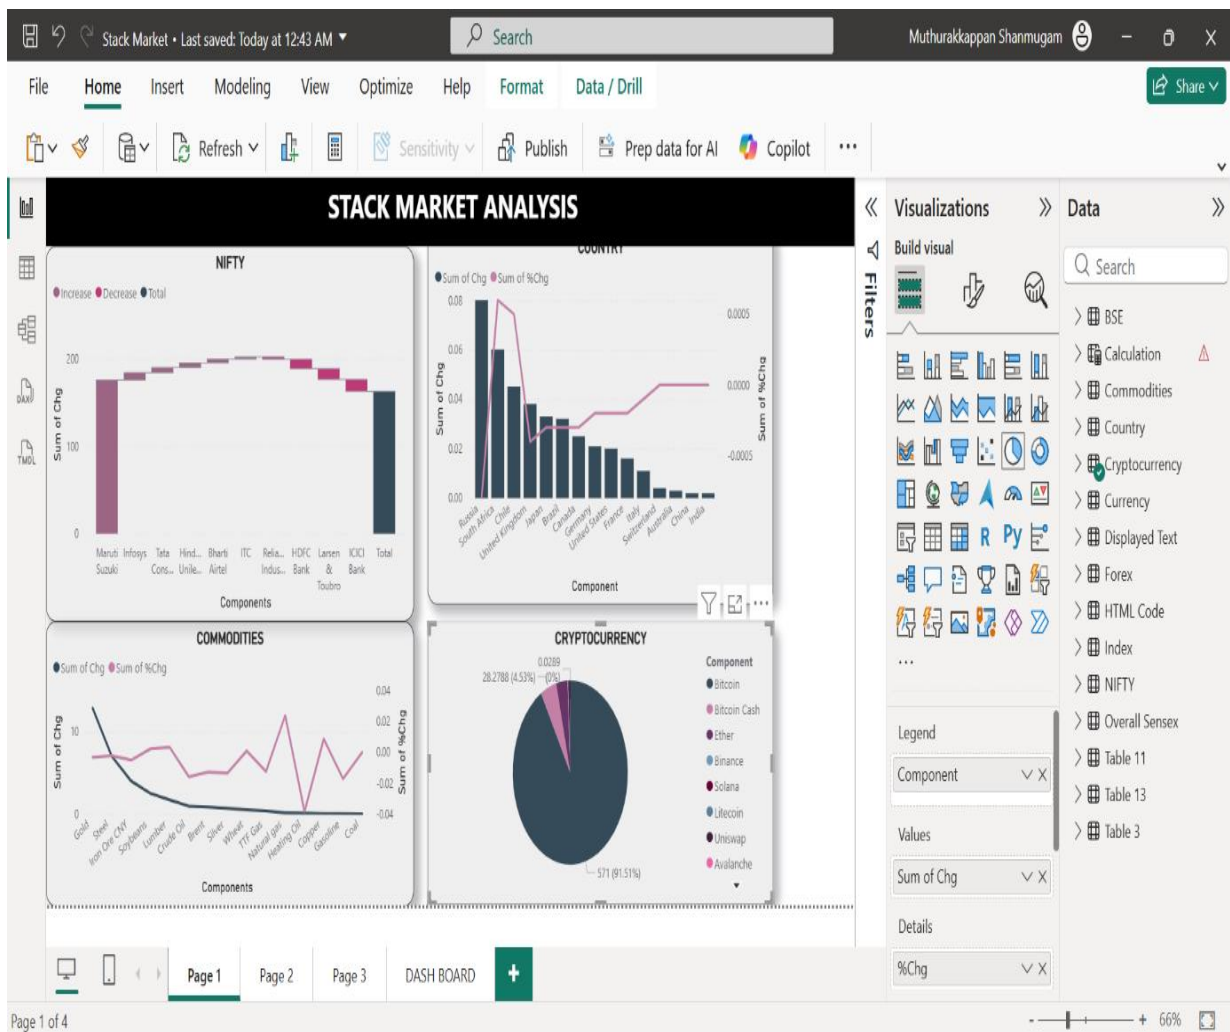 Stack Market • Last saved: Today at 12:43 AM
Search
Muthurakkappan Shanmugam
File Home Insert Modeling View Optimize Help Format Data / Drill
Share
Refresh Sensitivity Publish Prep data for AI Copilot ...
DAX
TMDL
STACK MARKET ANALYSIS
NIFTY
Increase Decrease Total
Sum of Chg
200
100
0
Maruti Suzuki Infosys Tata Cons... Hind... Unile... Bharti Airtel ITC Relia... Indus... HDFC Bank Larsen & Toubro ICICI Bank Total
Components
COUNTRY
Sum of Chg Sum of %Chg
Sum of Chg
0.08
0.06
0.04
0.02
0.00
0.0005
0.0000
-0.0005
Sum of %Chg
Russia South Africa Chile United Kingdom Japan Brazil Canada Germany United States France Italy Switzerland Australia China India
Component
COMMODITIES
Sum of Chg Sum of %Chg
Sum of Chg
10
0
0.04
0.02
0.00
-0.02
-0.04
Sum of %Chg
Gold Steel Iron Ore CNY Soybeans Lumber Crude Oil Brent Silver Wheat TTF Gas Natural gas Heating Oil Copper Gasoline Coal
Components
CRYPTOCURRENCY
0.0289
(0%)
28.2788 (4.53%)
571 (91.51%)
Component
Bitcoin
Bitcoin Cash
Ether
Binance
Solana
Litecoin
Uniswap
Avalanche
Filters
Visualizations
Build visual
R Py
...
Legend
Component
Values
Sum of Chg
Details
%Chg
Data
Search
BSE
Calculation
Commodities
Country
Cryptocurrency
Currency
Displayed Text
Forex
HTML Code
Index
NIFTY
Overall Sensex
Table 11
Table 13
Table 3
Page 1 Page 2 Page 3 DASH BOARD +
Page 1 of 4
- + 66%